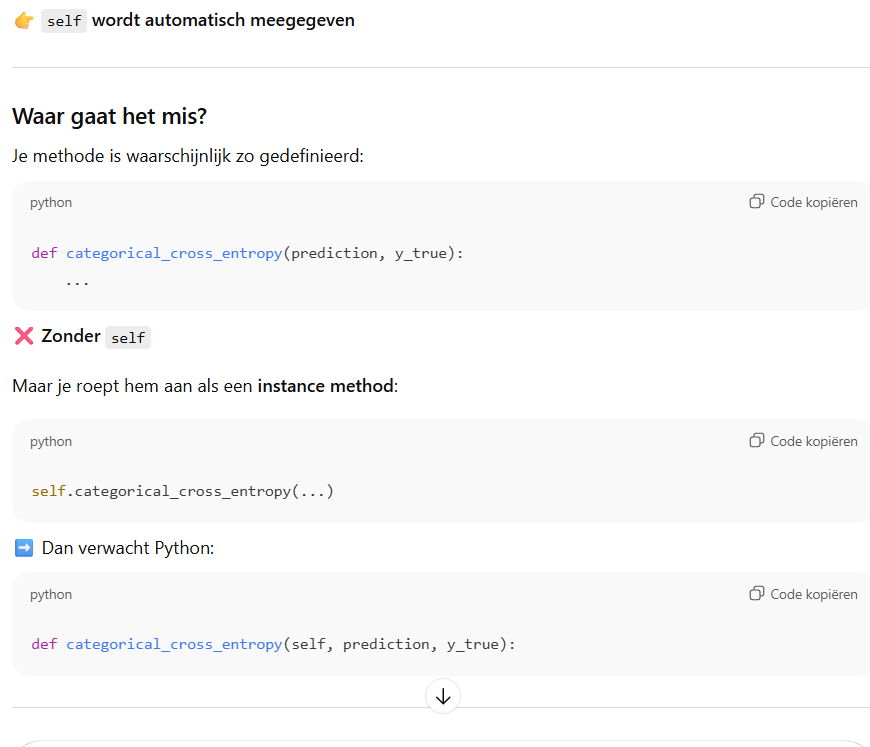 👉 self wordt automatisch meegegeven
Waar gaat het mis?
Je methode is waarschijnlijk zo gedefinieerd:
python
Code kopiëren
def categorical_cross_entropy(prediction, y_true):
...
❌ Zonder self
Maar je roept hem aan als een instance method:
python
Code kopiëren
self.categorical_cross_entropy(...)
➡️ Dan verwacht Python:
python
Code kopiëren
def categorical_cross_entropy(self, prediction, y_true):